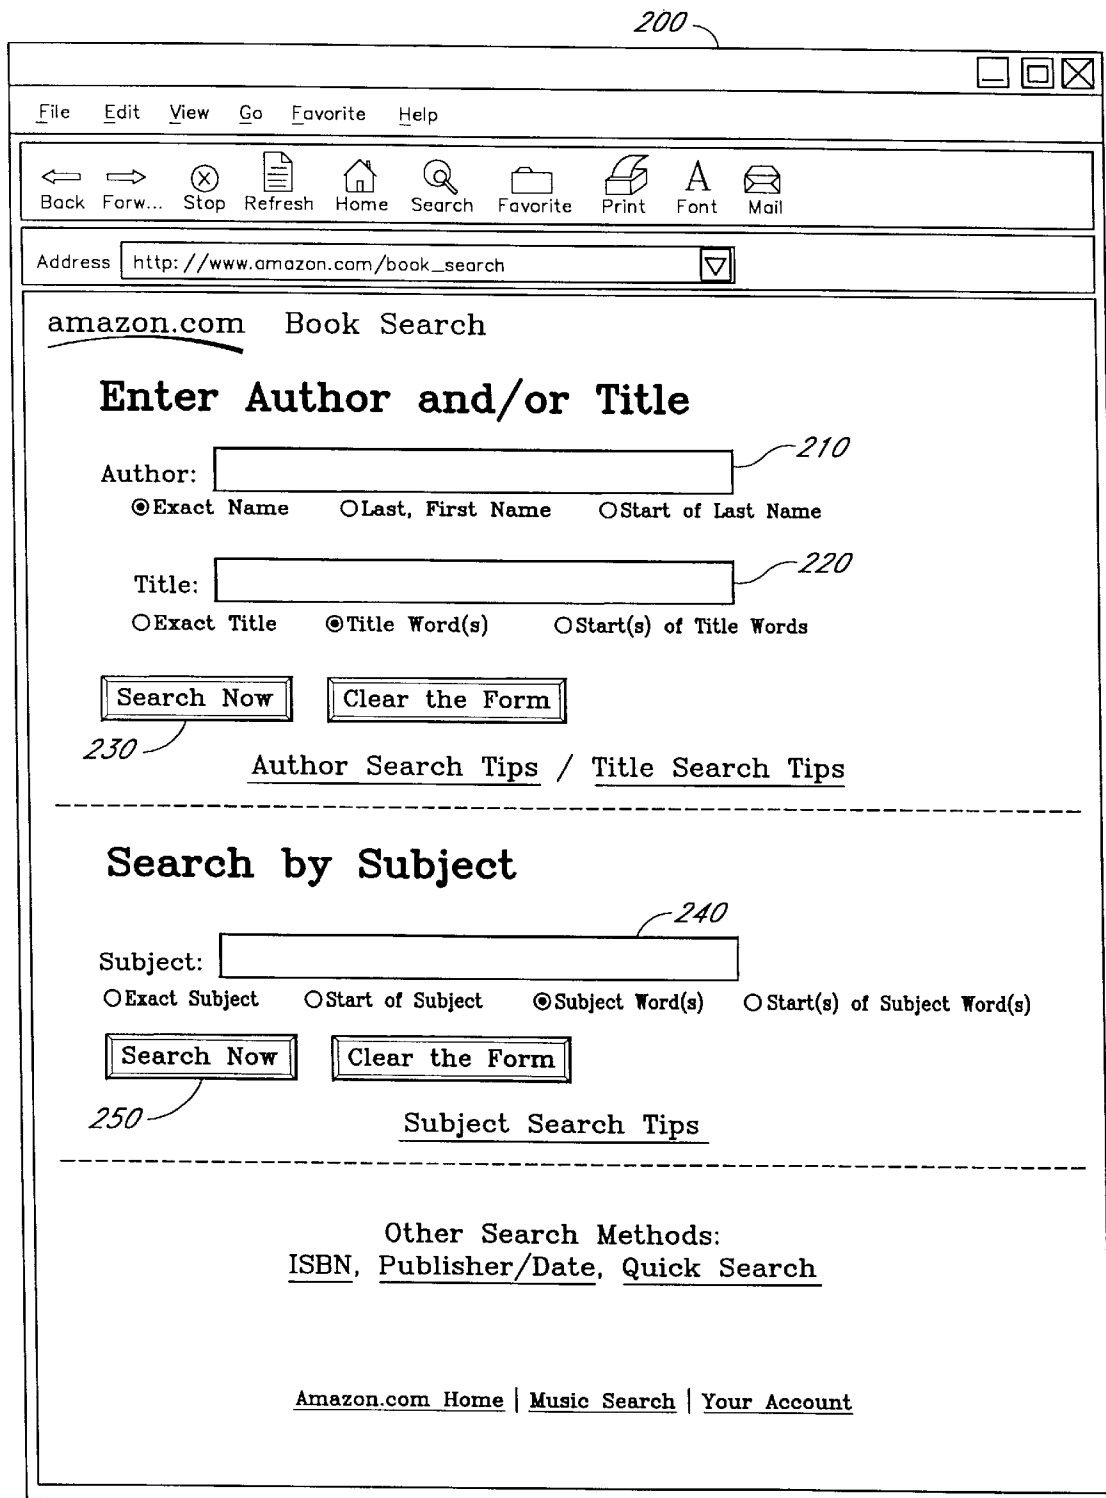 200
File Edit View Go Favorite Help
Back Forw... Stop Refresh Home Search Favorite Print Font Mail
Address http://www.amazon.com/book_search
amazon.com Book Search
Enter Author and/or Title
210
Author:
Exact Name Last, First Name Start of Last Name
220
Title:
Exact Title Title Word(s) Start(s) of Title Words
Search Now Clear the Form
230
Author Search Tips / Title Search Tips
Search by Subject
240
Subject:
Exact Subject Start of Subject Subject Word(s) Start(s) of Subject Word(s)
Search Now Clear the Form
250
Subject Search Tips
Other Search Methods:
ISBN, Publisher/Date, Quick Search
Amazon.com Home | Music Search | Your Account